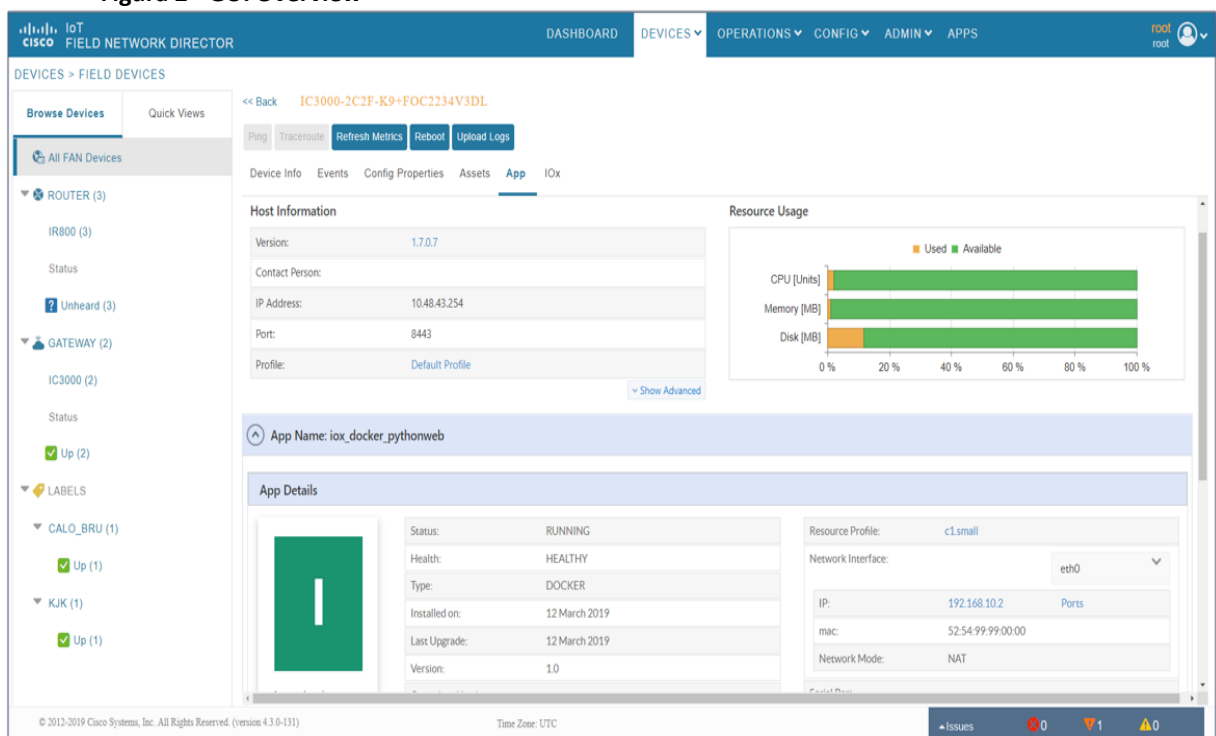 IoT
CISCO FIELD NETWORK DIRECTOR
DASHBOARD DEVICES OPERATIONS CONFIG ADMIN APPS
root
root
DEVICES > FIELD DEVICES
Browse Devices Quick Views
All FAN Devices
ROUTER (3)
IR800 (3)
Status
? Unheard (3)
GATEWAY (2)
IC3000 (2)
Status
Up (2)
LABELS
CALO_BRU (1)
Up (1)
KJK (1)
Up (1)
<< Back IC3000-2C2F-K9+FOC2234V3DL
Ping Traceroute Refresh Metrics Reboot Upload Logs
Device Info Events Config Properties Assets App IOx
Host Information
Version: 1.7.0.7
Contact Person:
IP Address: 10.48.43.254
Port: 8443
Profile: Default Profile
Show Advanced
Resource Usage
Used Available
CPU [Units]
Memory [MB]
Disk [MB]
0 % 20 % 40 % 60 % 80 % 100 %
App Name: iox_docker_pythonweb
App Details
I
Status: RUNNING
Health: HEALTHY
Type: DOCKER
Installed on: 12 March 2019
Last Upgrade: 12 March 2019
Version: 1.0
Resource Profile: c1.small
Network Interface: eth0
IP: 192.168.10.2 Ports
mac: 52:54:99:99:00:00
Network Mode: NAT
© 2012-2019 Cisco Systems, Inc. All Rights Reserved. (version 4.3.0-131)
Time Zone: UTC
Issues 0 1 0